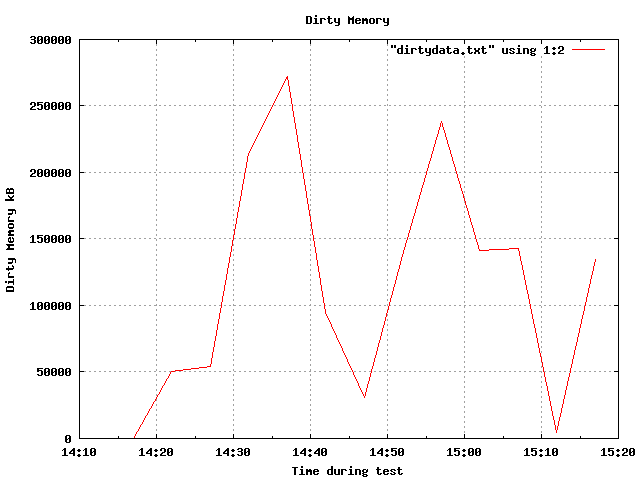 Dirty Memory
"dirtydata.txt" using 1:2
300000
250000
200000
150000
100000
50000
0
Dirty Memory kB
14:10 14:20 14:30 14:40 14:50 15:00 15:10 15:20
Time during test